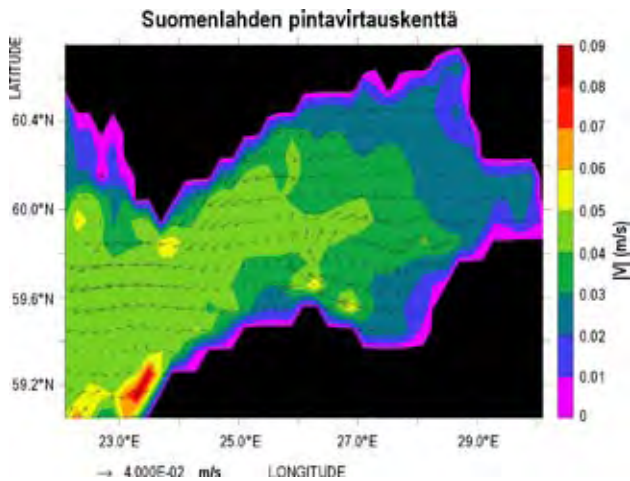 Suomenlahden pintavirtauskenttä
LATITUDE
60.4°N
60.0°N
59.6°N
59.2°N
23.0°E 25.0°E 27.0°E 29.0°E
→ 4.000E-02 m/s LONGITUDE
0.09
0.08
0.07
0.06
0.05
0.04
0.03
0.02
0.01
0
|V| (m/s)